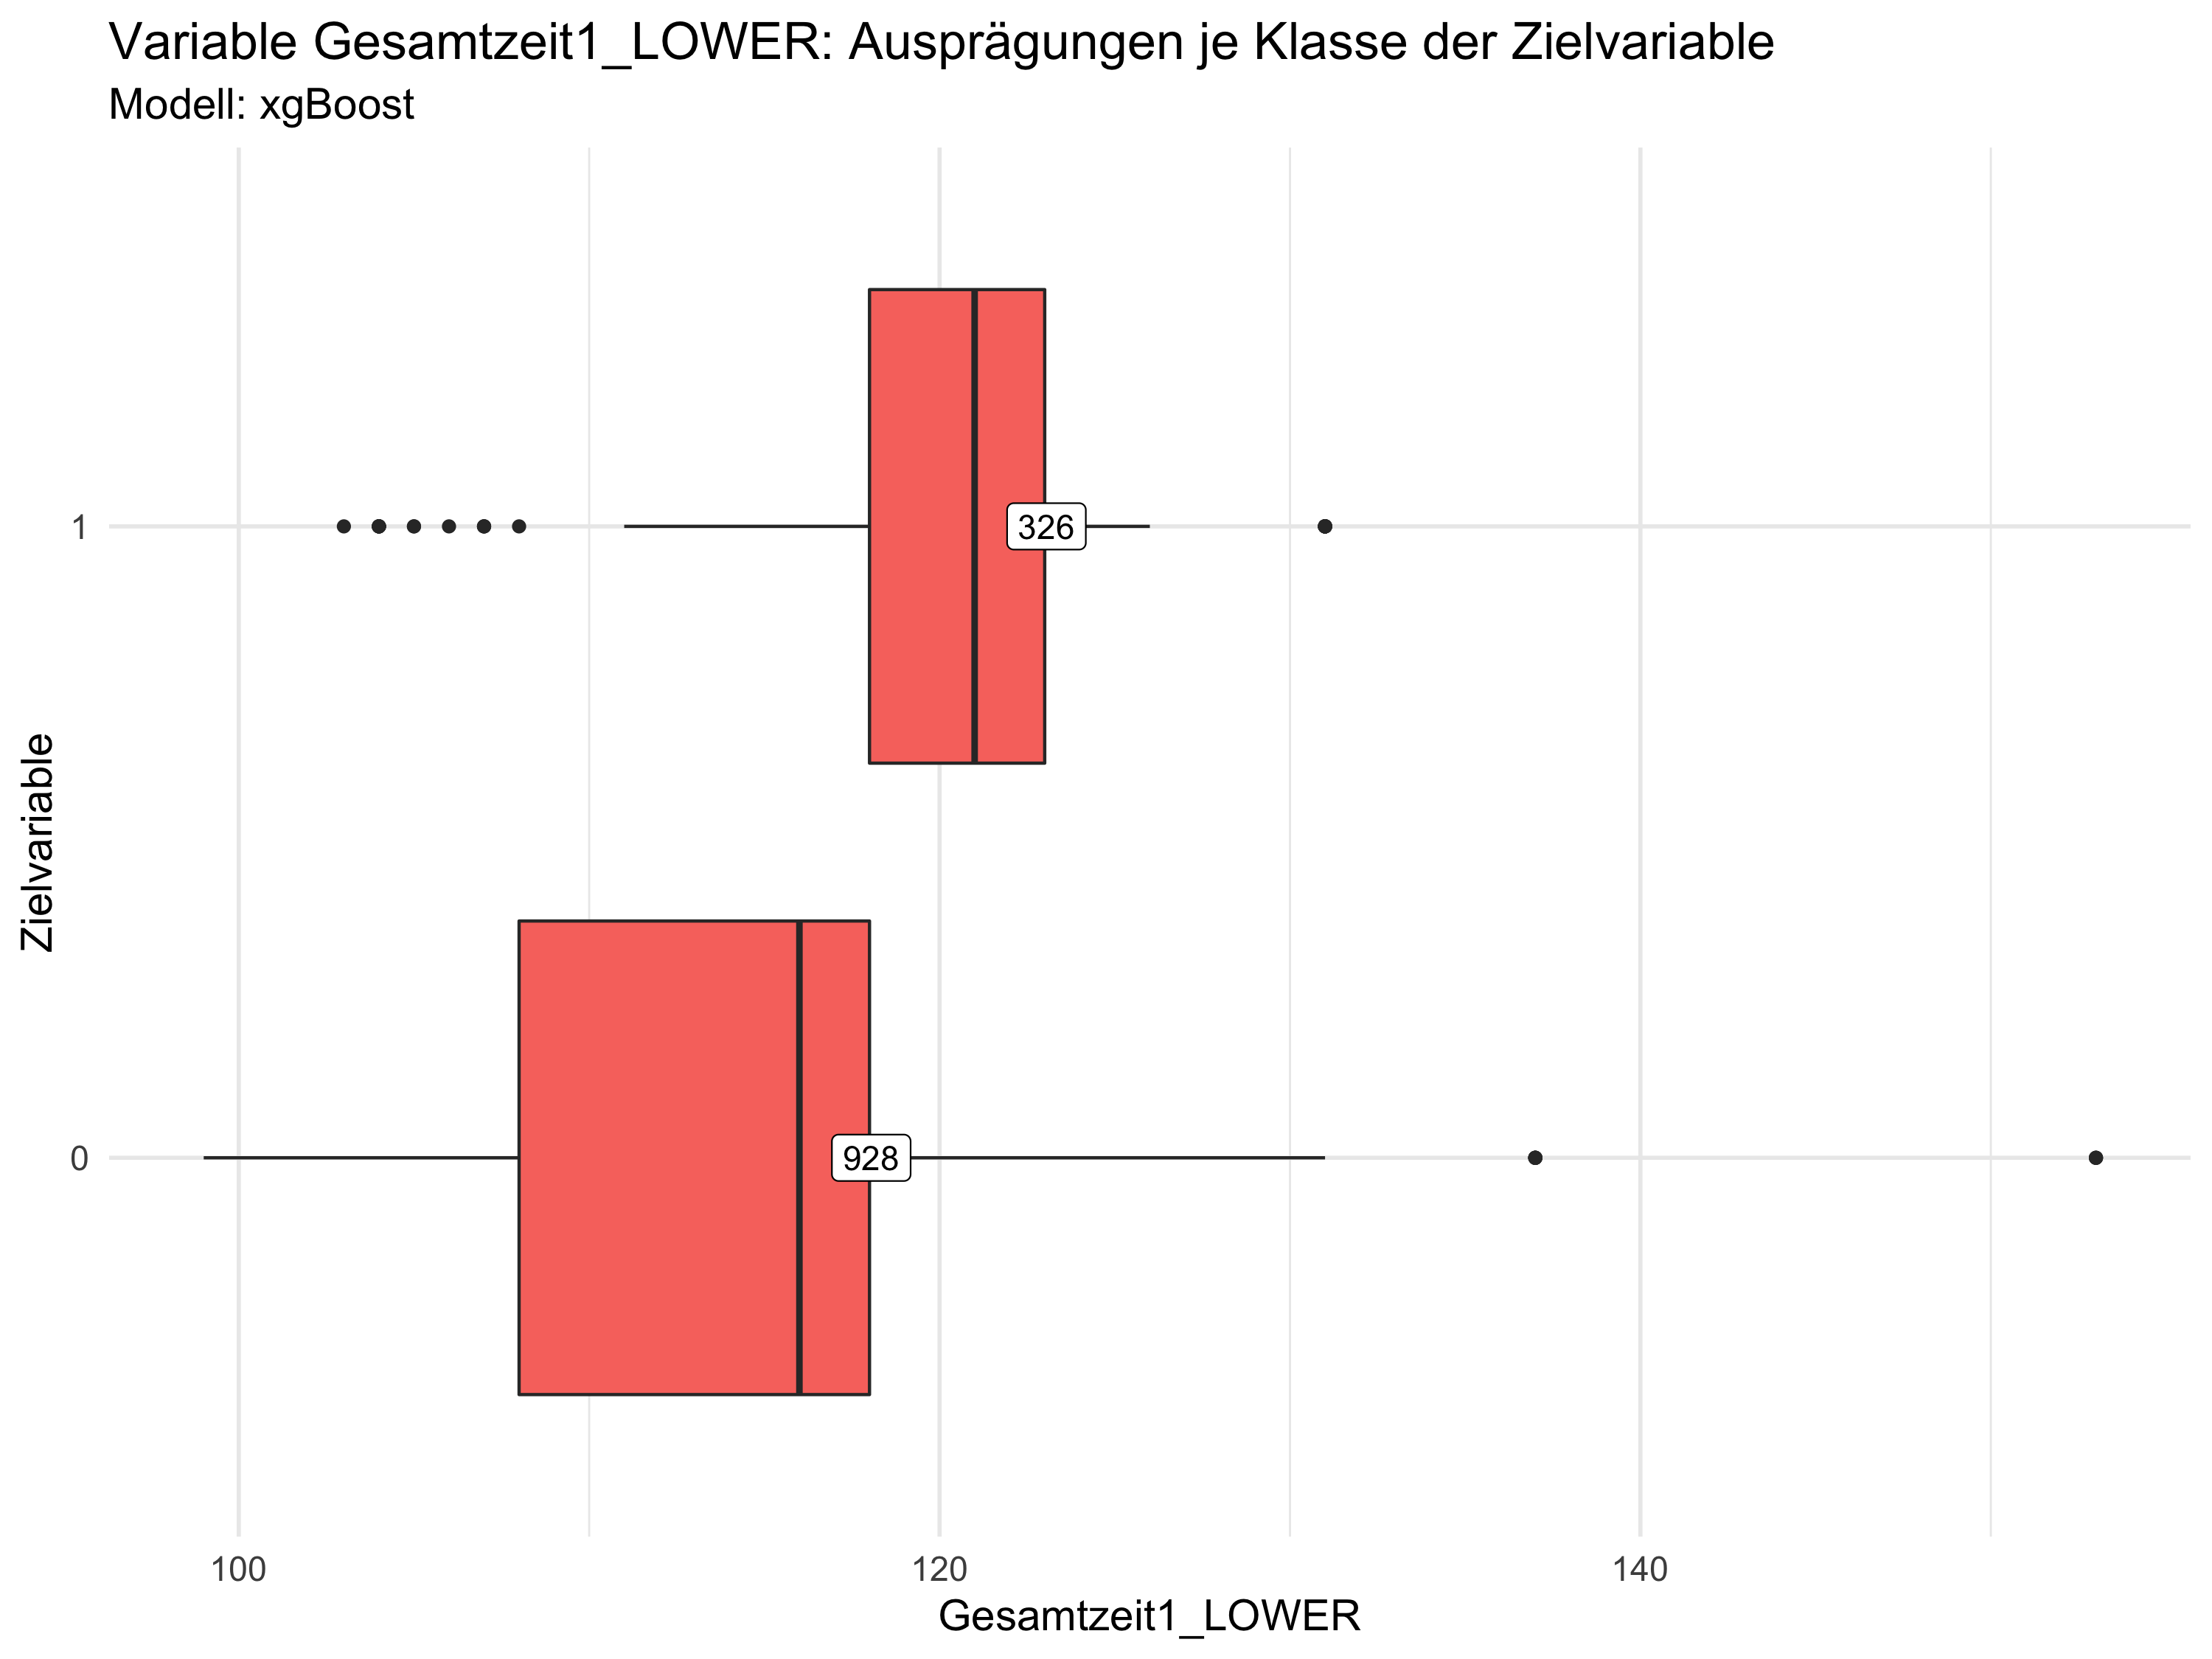 Variable Gesamtzeit1_LOWER: Ausprägungen je Klasse der Zielvariable
Modell: xgBoost
Zielvariable
1
326
0
928
100 120 140
Gesamtzeit1_LOWER